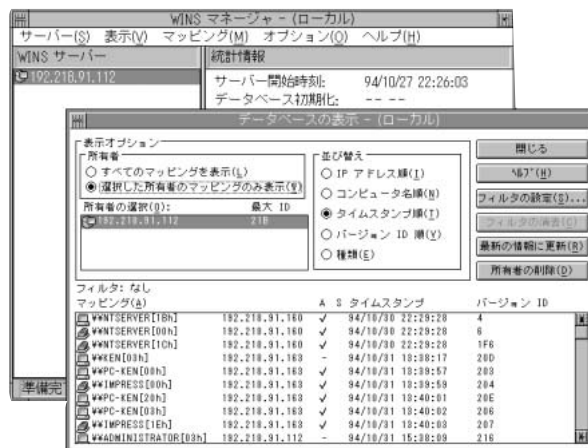 WINS マネージャ - (ローカル)
サーバー(S) 表示(V) マッピング(M) オプション(O) ヘルプ(H)
WINS サーバー
192.218.91.112
統計情報
サーバー開始時刻: 94/10/27 22:26:03
データベース初期化: -- --
データベースの表示 - (ローカル)
表示オプション
所有者
すべてのマッピングを表示(L)
選択した所有者のマッピングのみ表示(W)
所有者の選択(O): 最大 ID
192.218.91.112 21B
並び替え
IP アドレス順(I)
コンピュータ名順(N)
タイムスタンプ順(T)
バージョン ID 順(V)
種類(E)
閉じる
ヘルプ(H)
フィルタの設定(S)...
フィルタの消去(C)
最新の情報に更新(R)
所有者の削除(D)
フィルタ: なし
マッピング(A) A S タイムスタンプ バージョン ID
¥¥NTSERVER[1Bh] 192.218.91.160 ✓ 94/10/30 22:29:28 4
¥¥NTSERVER[00h] 192.218.91.160 ✓ 94/10/30 22:29:28 6
¥¥NTSERVER[1Ch] 192.218.91.160 ✓ 94/10/30 22:29:28 1F6
¥¥KEN[03h] 192.218.91.163 - 94/10/31 13:38:17 20D
¥¥PC-KEN[00h] 192.218.91.163 ✓ 94/10/31 13:39:57 203
¥¥IMPRESS[00h] 192.218.91.163 ✓ 94/10/31 13:39:59 204
¥¥PC-KEN[20h] 192.218.91.163 ✓ 94/10/31 13:40:01 20E
¥¥PC-KEN[03h] 192.218.91.163 ✓ 94/10/31 13:40:02 206
¥¥IMPRESS[1Eh] 192.218.91.163 ✓ 94/10/31 13:40:03 207
¥¥ADMINISTRATOR[03h] 192.218.91.112 - 94/10/31 15:39:09 216
準備完